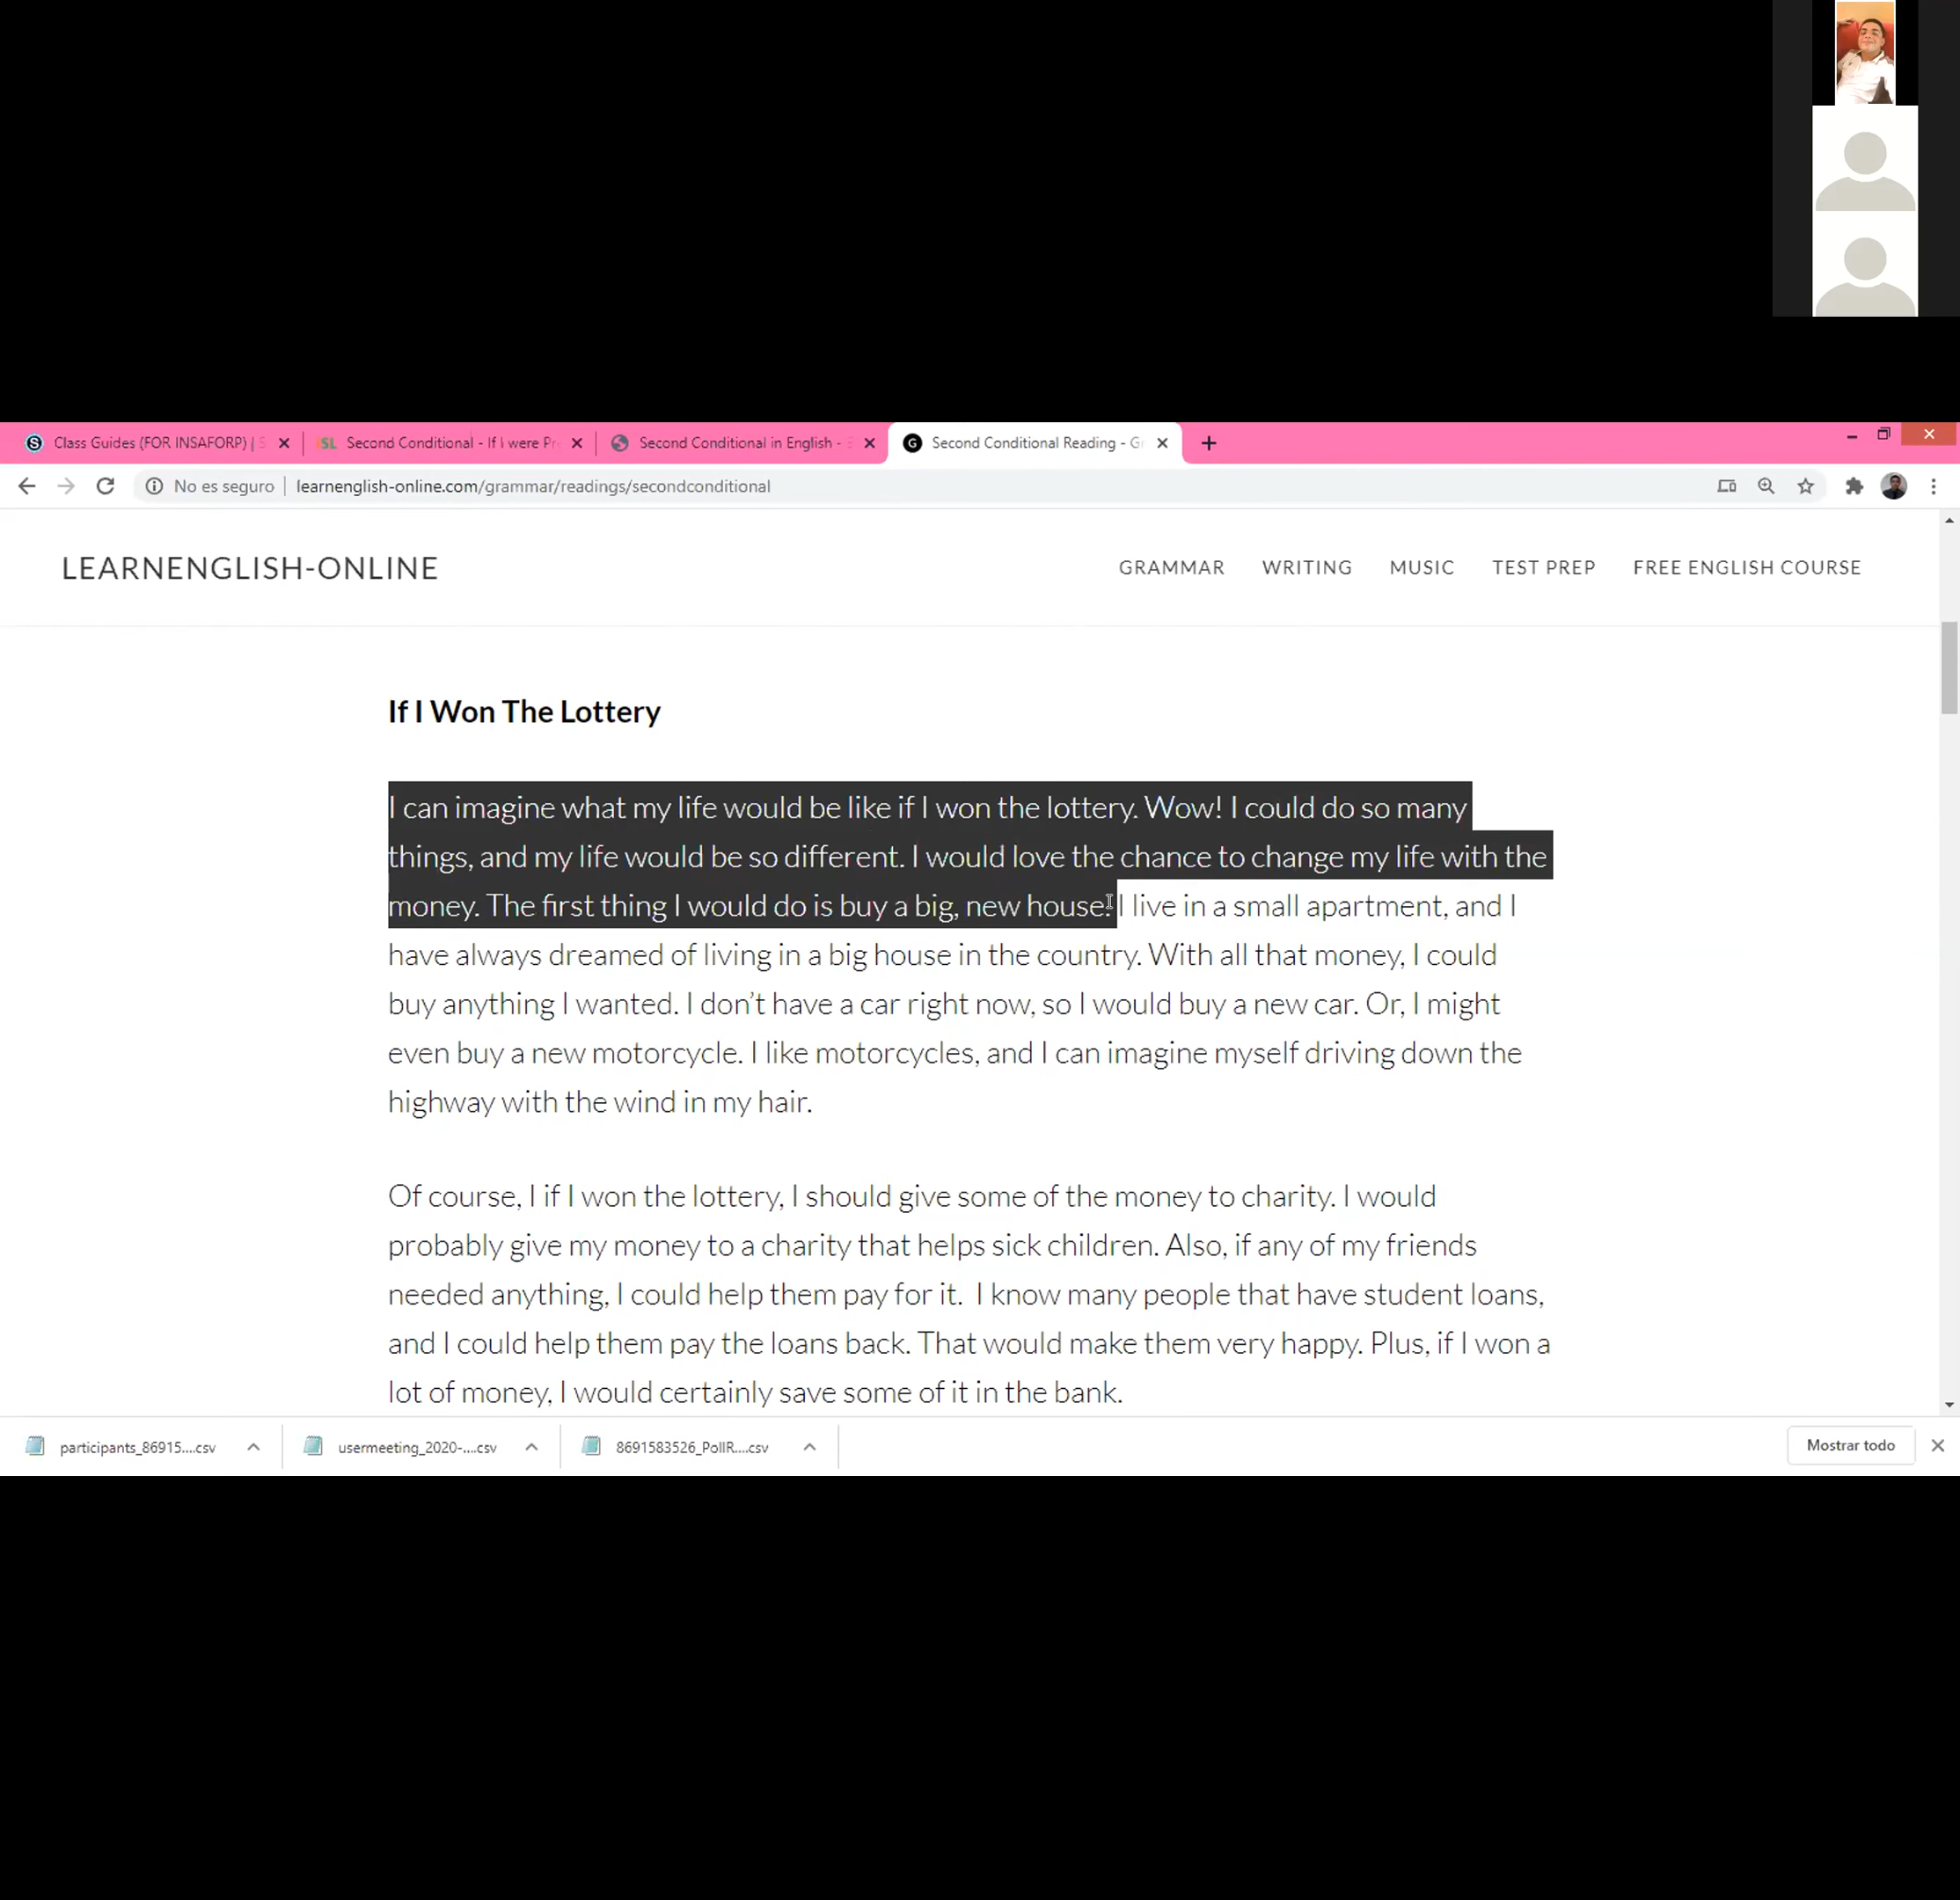 Class Guides (FOR INSAFORP) | S
SL Second Conditional - If I were Pr
Second Conditional in English -
Second Conditional Reading - G
No es seguro learnenglish-online.com/grammar/readings/secondconditional
LEARNENGLISH-ONLINE
GRAMMAR WRITING MUSIC TEST PREP FREE ENGLISH COURSE
If I Won The Lottery
I can imagine what my life would be like if I won the lottery. Wow! I could do so many
things, and my life would be so different. I would love the chance to change my life with the
money. The first thing I would do is buy a big, new house! I live in a small apartment, and I
have always dreamed of living in a big house in the country. With all that money, I could
buy anything I wanted. I don’t have a car right now, so I would buy a new car. Or, I might
even buy a new motorcycle. I like motorcycles, and I can imagine myself driving down the
highway with the wind in my hair.
Of course, I if I won the lottery, I should give some of the money to charity. I would
probably give my money to a charity that helps sick children. Also, if any of my friends
needed anything, I could help them pay for it. I know many people that have student loans,
and I could help them pay the loans back. That would make them very happy. Plus, if I won a
lot of money, I would certainly save some of it in the bank.
participants_86915....csv
usermeeting_2020-....csv
8691583526_PollR....csv
Mostrar todo